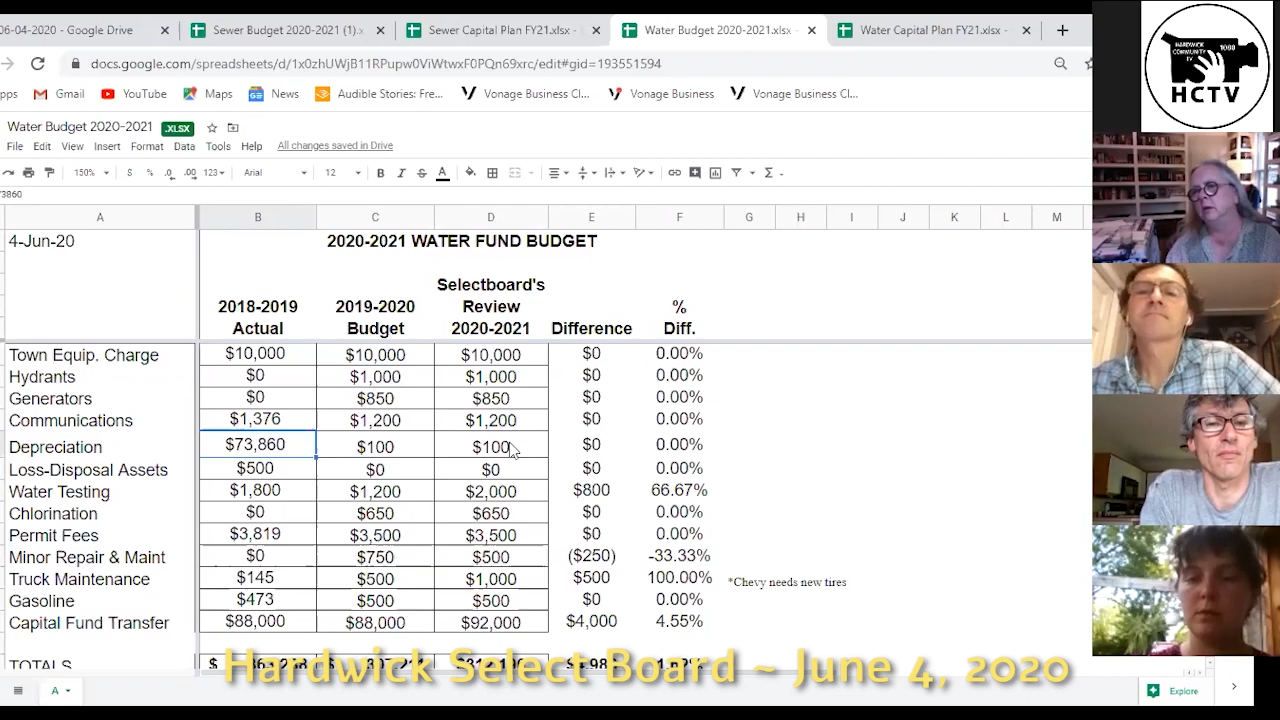 06-04-2020 - Google Drive × Sewer Budget 2020-2021 (1).x × Sewer Capital Plan FY21.xlsx - × Water Budget 2020-2021.xlsx - × Water Capital Plan FY21.xlsx - × +
docs.google.com/spreadsheets/d/
Gmail YouTube Maps News Audible Stories: Fre... Vonage Business Cl... Vonage Business Vonage Business Cl...
Water Budget 2020-2021 .XLSX
File Edit View Insert Format Data Tools Help All changes saved in Drive
150% $ % .0 .00 123 Arial 12 B I S A
73860
A B C D E F G H I J K L M
4-Jun-20 2020-2021 WATER FUND BUDGET
Selectboard's
2018-2019 2019-2020 Review %
Actual Budget 2020-2021 Difference Diff.
Town Equip. Charge $10,000 $10,000 $10,000 $0 0.00%
Hydrants $0 $1,000 $1,000 $0 0.00%
Generators $0 $850 $850 $0 0.00%
Communications $1,376 $1,200 $1,200 $0 0.00%
Depreciation $73,860 $100 $100 $0 0.00%
Loss-Disposal Assets $500 $0 $0 $0 0.00%
Water Testing $1,800 $1,200 $2,000 $800 66.67%
Chlorination $0 $650 $650 $0 0.00%
Permit Fees $3,819 $3,500 $3,500 $0 0.00%
Minor Repair & Maint $0 $750 $500 ($250) -33.33%
Truck Maintenance $145 $500 $1,000 $500 100.00% *Chevy needs new tires
Gasoline $473 $500 $500 $0 0.00%
Capital Fund Transfer $88,000 $88,000 $92,000 $4,000 4.55%
TOTALS
Hardwick Select Board ~ June 4, 2020
A Explore
HARDWICK
COMMUNITY
TV
1088
HCTV